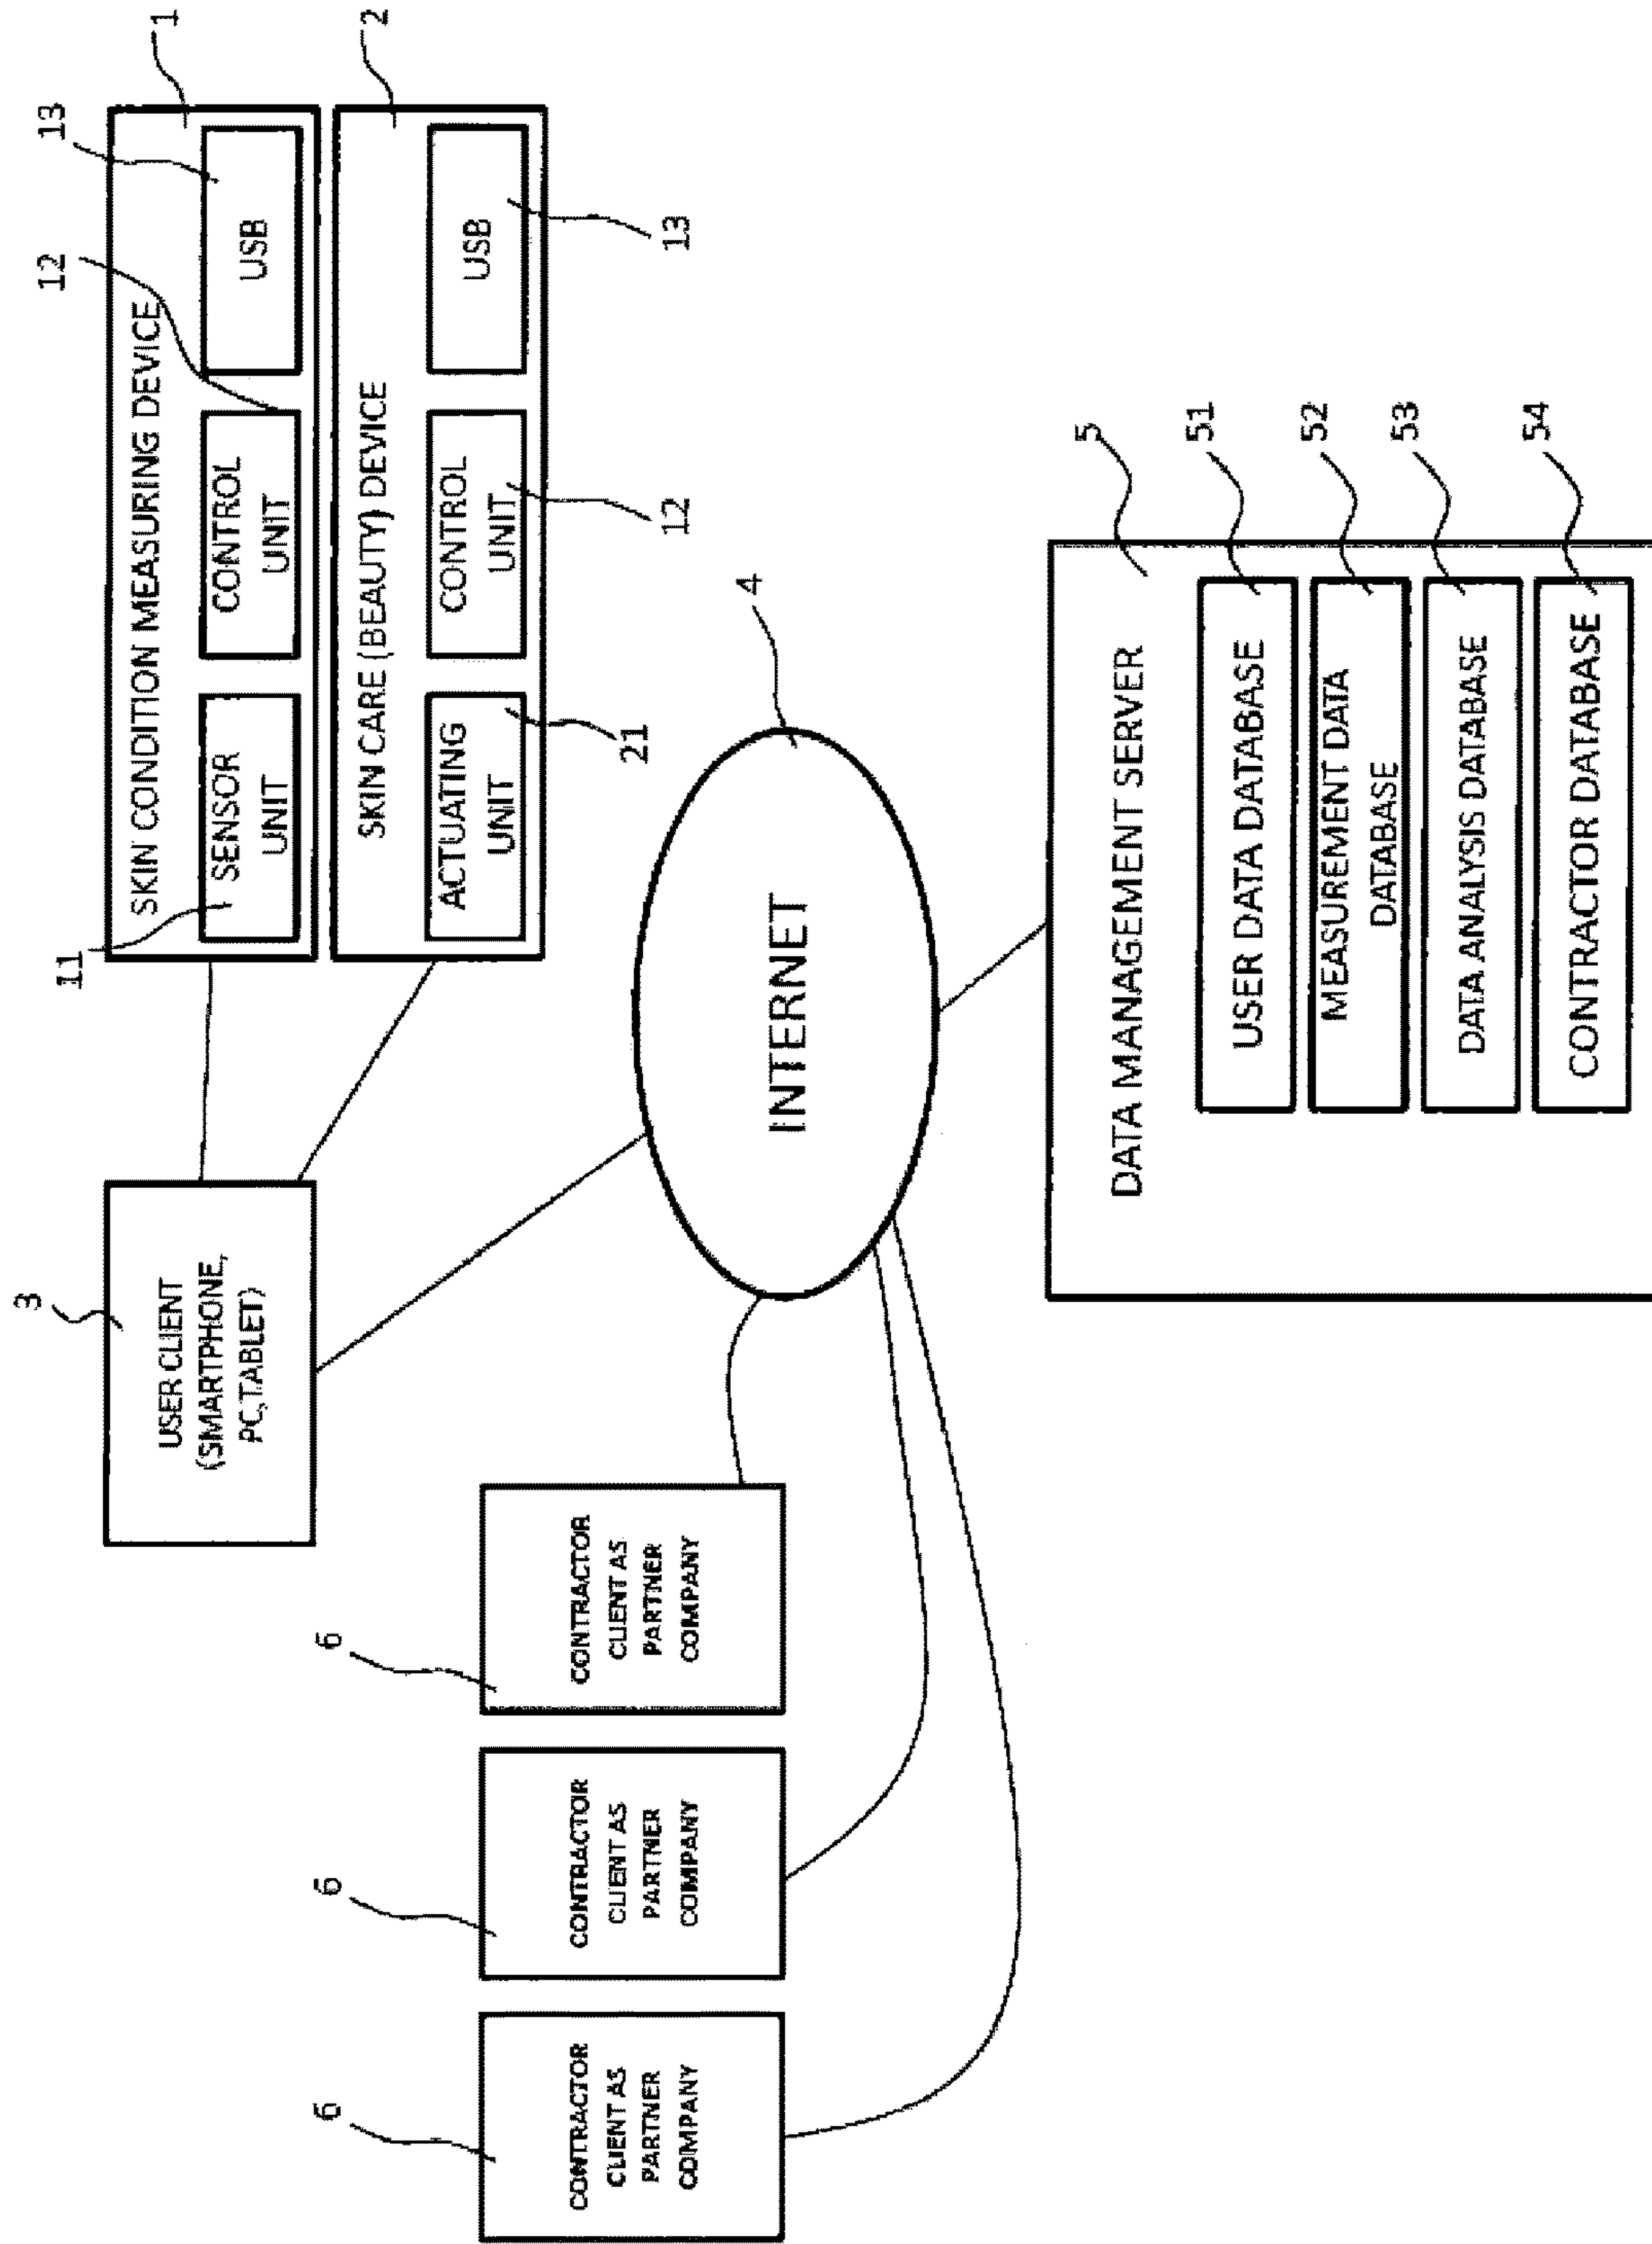 3
USER CLIENT
(SMARTPHONE,
PC,TABLET)
11
12
13
1
SKIN CONDITION MEASURING DEVICE
SENSOR
UNIT
CONTROL
UNIT
USB
2
SKIN CARE (BEAUTY) DEVICE
ACTUATING
UNIT
CONTROL
UNIT
USB
21
12
13
6
CONTRACTOR
CLIENT AS
PARTNER
COMPANY
6
CONTRACTOR
CLIENT AS
PARTNER
COMPANY
6
CONTRACTOR
CLIENT AS
PARTNER
COMPANY
4
INTERNET
5
DATA MANAGEMENT SERVER
51
USER DATA DATABASE
52
MEASUREMENT DATA
DATABASE
53
DATA ANALYSIS DATABASE
54
CONTRACTOR DATABASE